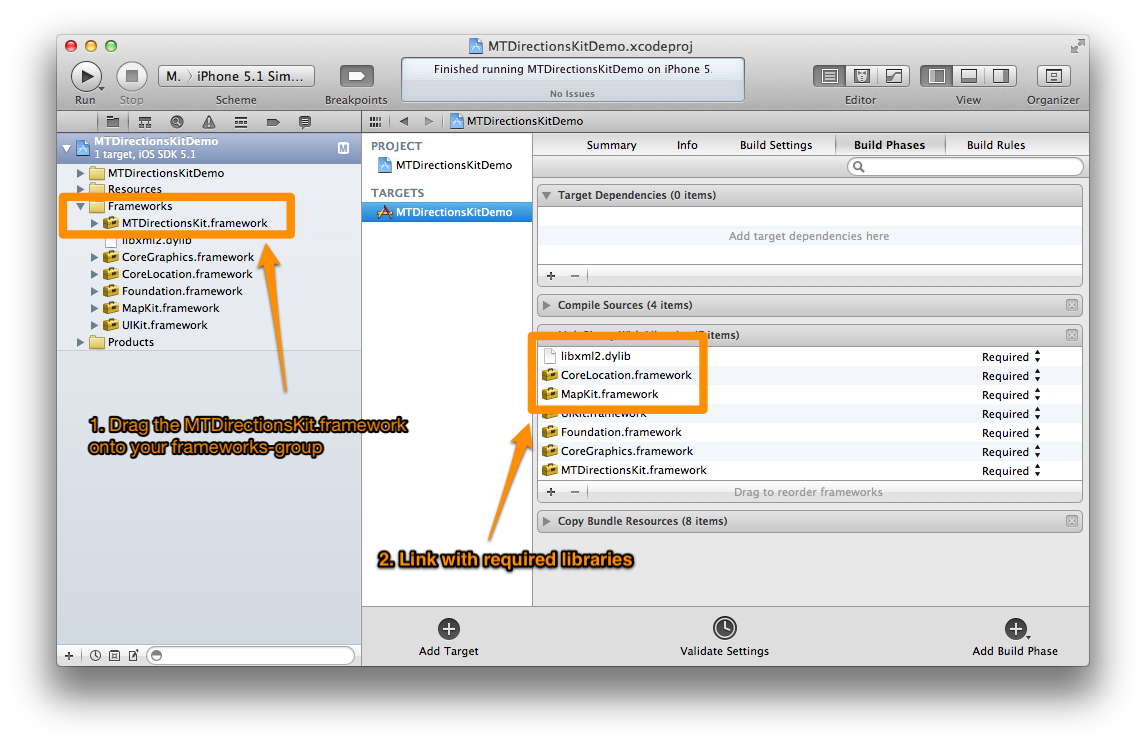 MTDirectionsKitDemo.xcodeproj
Run
Stop
M. 〉 iPhone 5.1 Sim...
Scheme
Breakpoints
Finished running MTDirectionsKitDemo on iPhone 5
No Issues
Editor
View
Organizer
MTDirectionsKitDemo
MTDirectionsKitDemo
1 target, iOS SDK 5.1
M
MTDirectionsKitDemo
Resources
Frameworks
MTDirectionsKit.framework
libxml2.dylib
CoreGraphics.framework
CoreLocation.framework
Foundation.framework
MapKit.framework
UIKit.framework
Products
1. Drag the MTDirectionsKit.framework
onto your frameworks-group
PROJECT
MTDirectionsKitDemo
TARGETS
MTDirectionsKitDemo
Summary
Info
Build Settings
Build Phases
Build Rules
Target Dependencies (0 items)
Add target dependencies here
Compile Sources (4 items)
items)
libxml2.dylib Required
CoreLocation.framework Required
MapKit.framework Required
UIKit.framework Required
Foundation.framework Required
CoreGraphics.framework Required
MTDirectionsKit.framework Required
Drag to reorder frameworks
Copy Bundle Resources (8 items)
2. Link with required libraries
Add Target
Validate Settings
Add Build Phase